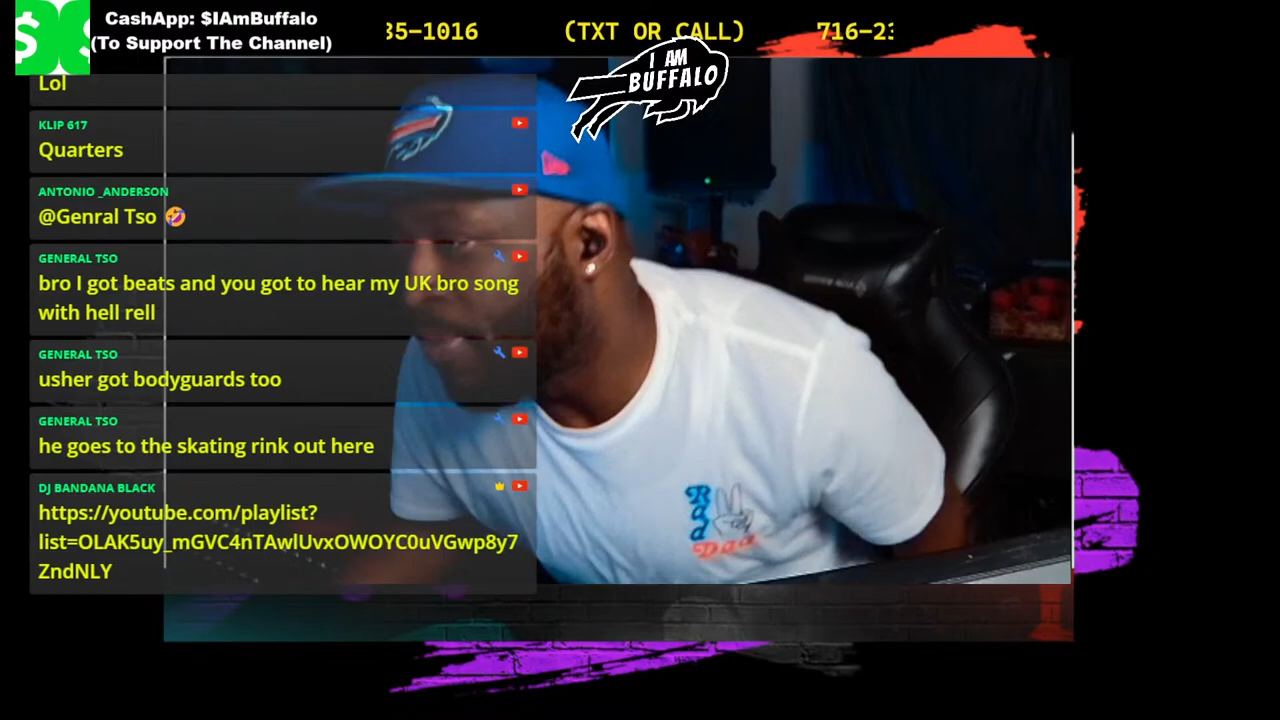 CashApp: $IAmBuffalo
(To Support The Channel)
35-1016 (TXT OR CALL) 716-23
I AM
BUFFALO
Lol
KLIP 617
Quarters
ANTONIO_ANDERSON
@Genral Tso 🤣
GENERAL TSO
bro I got beats and you got to hear my UK bro song
with hell rell
GENERAL TSO
usher got bodyguards too
GENERAL TSO
he goes to the skating rink out here
DJ BANDANA BLACK
https://youtube.com/playlist?
list=OLAK5uy_mGVC4nTAwlUvxOWOYC0uVGwp8y7
ZndNLY
Rad
Dad